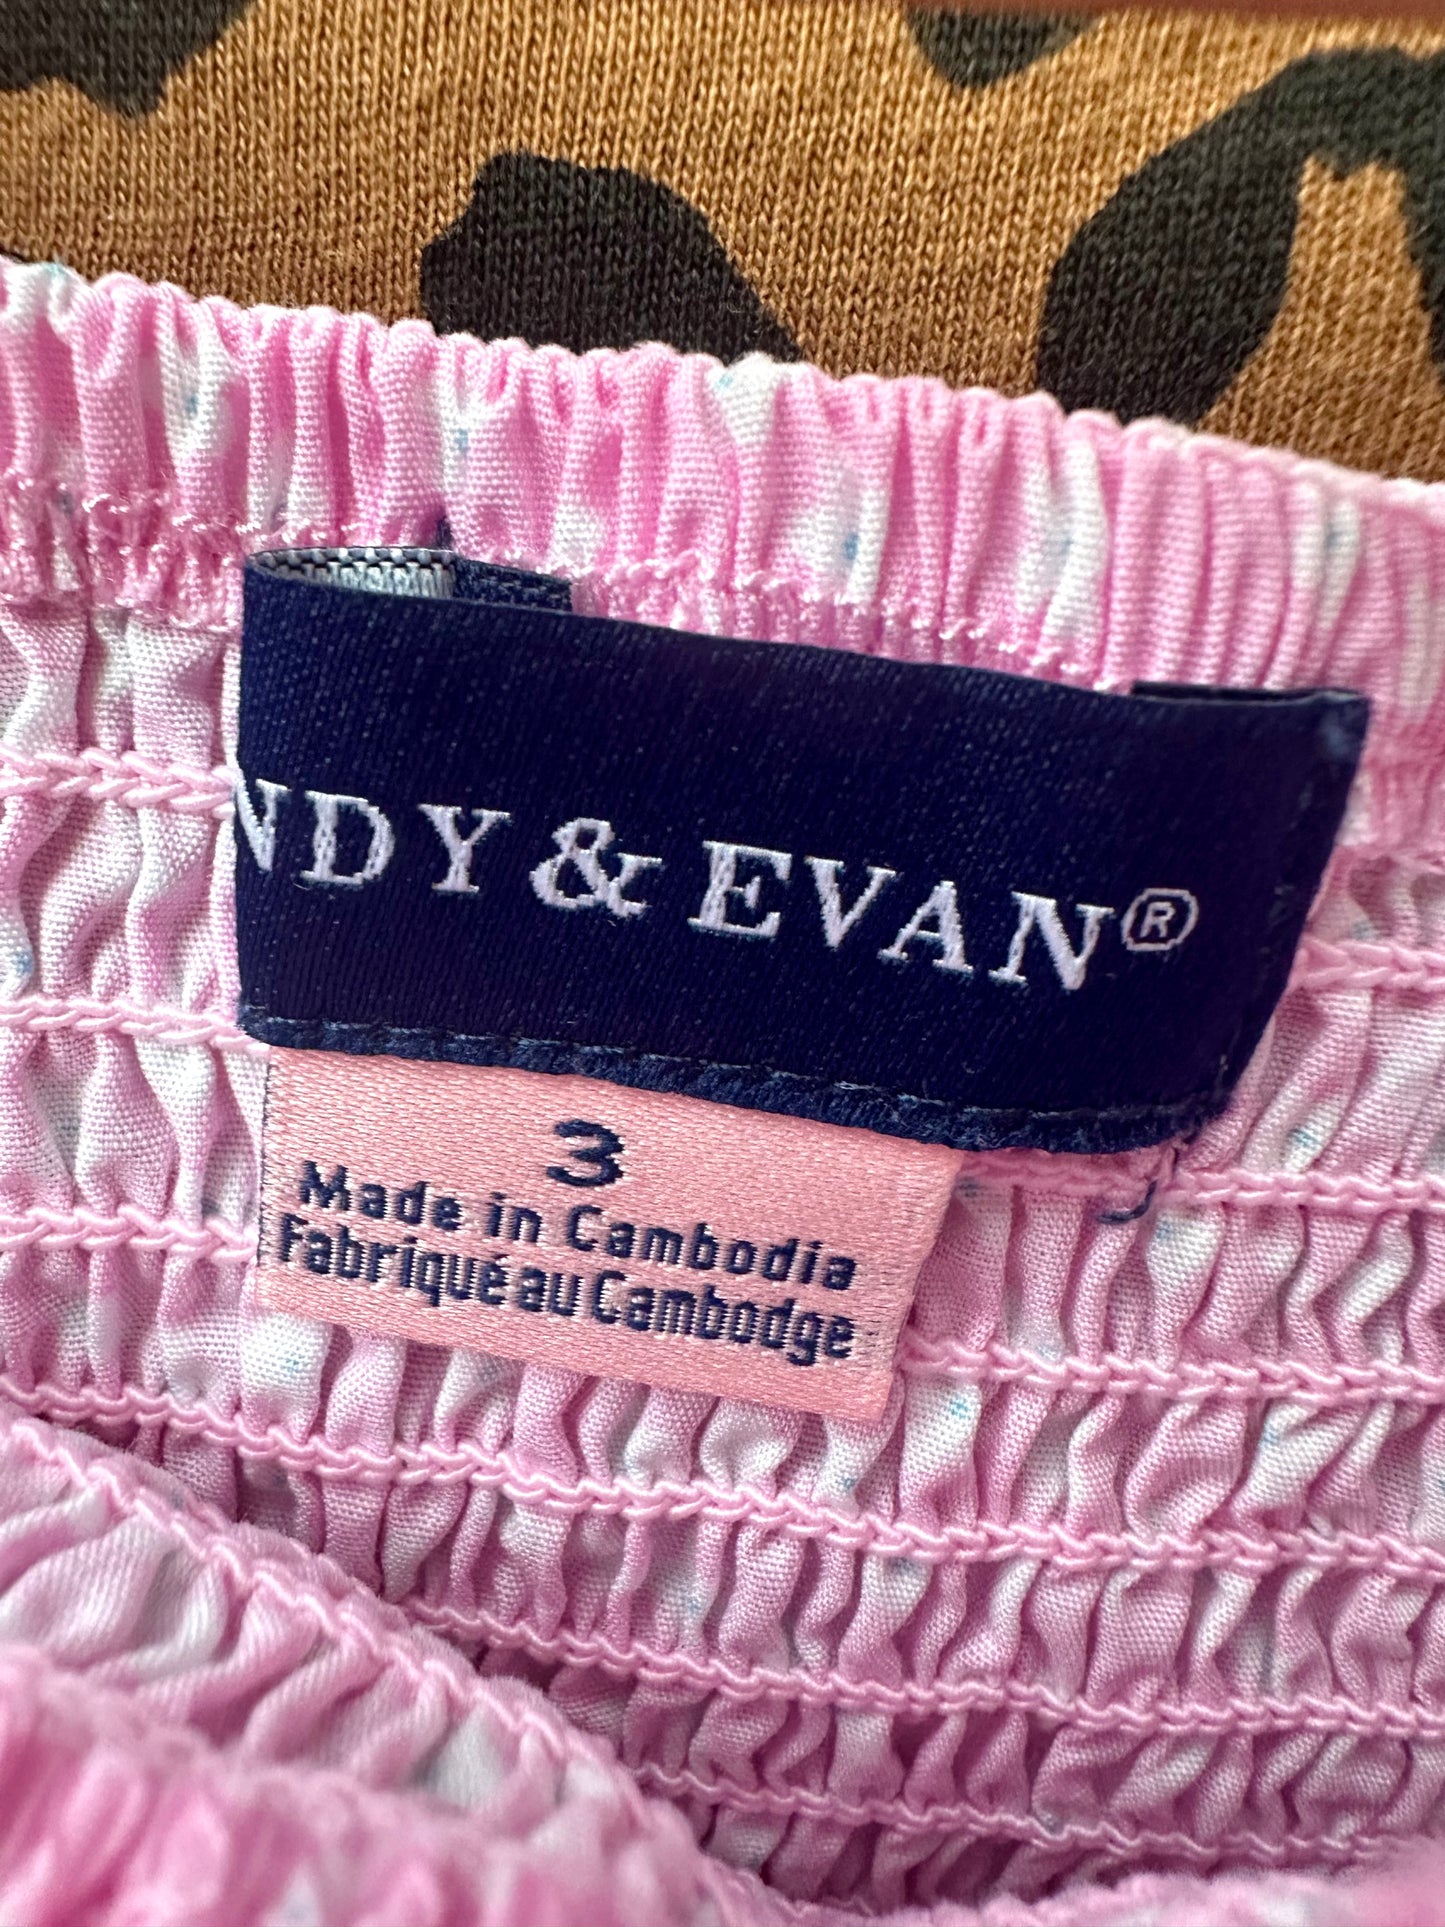 NDY & EVAN®
3
Made in Cambodia
Fabriqué au Cambodge